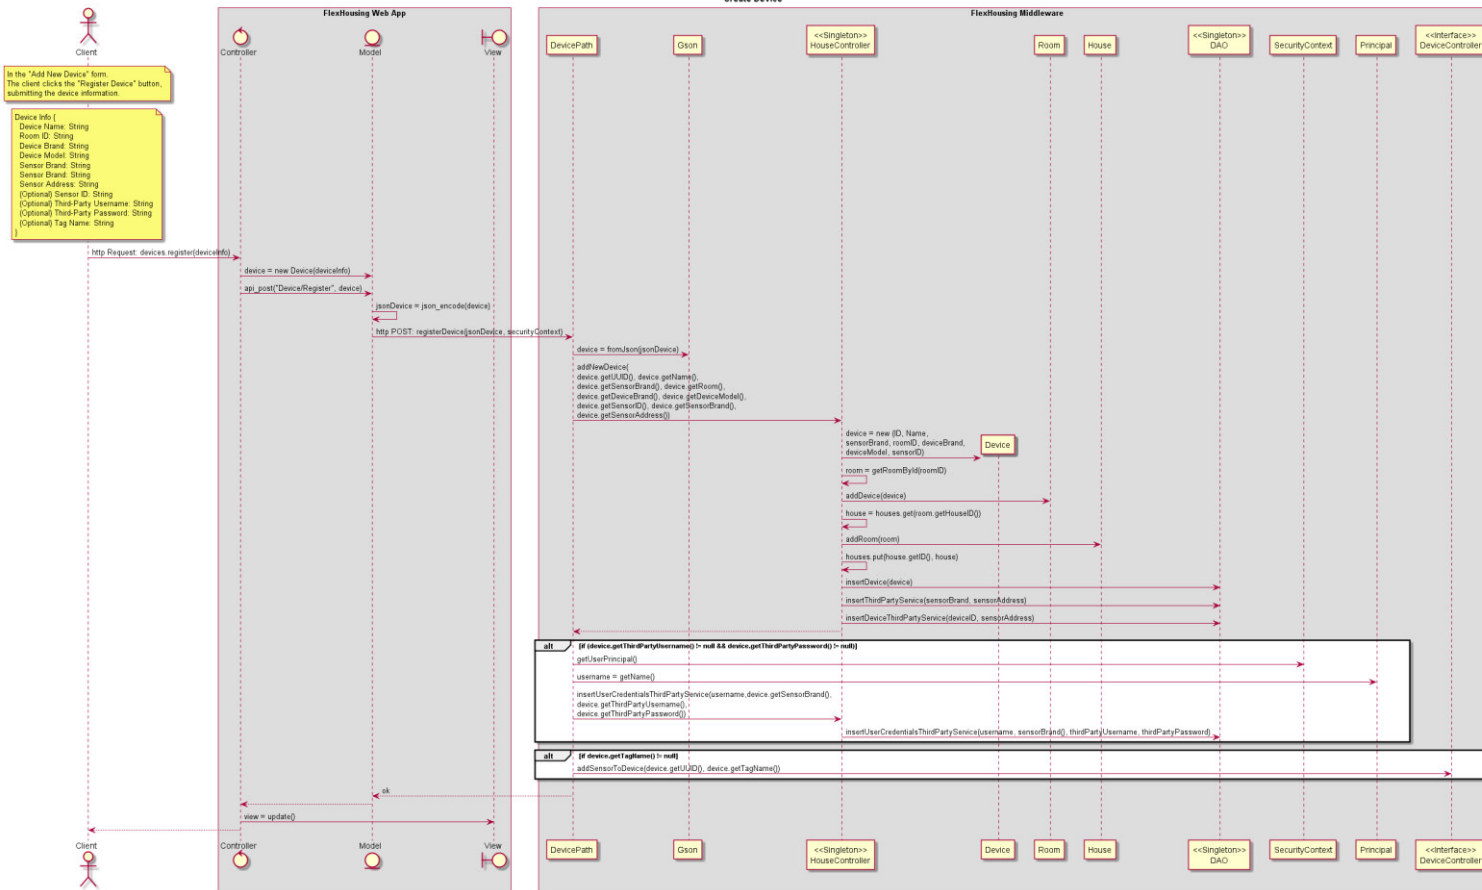 Create Device
FlexHousing Web App
FlexHousing Middleware
Client
Controller
Model
View
DevicePath
Gson
<<Singleton>>
HouseController
Room
House
<<Singleton>>
DAO
SecurityContext
Principal
<<Interface>>
DeviceController
In the "Add New Device" form.
The client clicks the "Register Device" button,
submitting the device information.
Device Info {
Device Name: String
Room ID: String
Device Brand: String
Device Model: String
Sensor Brand: String
Sensor Brand: String
Sensor Address: String
(Optional) Sensor ID: String
(Optional) Third-Party Username: String
(Optional) Third-Party Password: String
(Optional) Tag Name: String
}
http Request: devices.register(deviceInfo)
device = new Device(deviceInfo)
api_post("Device/Register", device)
jsonDevice = json_encode(device)
http POST: registerDevice(jsonDevice, securityContext)
device = fromJson(jsonDevice)
addNewDevice(
device.getUUID(), device.getName(),
device.getSensorBrand(), device.getRoom(),
device.getDeviceBrand(), device.getDeviceModel(),
device.getSensorID(), device.getSensorBrand(),
device.getSensorAddress())
device = new (ID, Name,
sensorBrand, roomID, deviceBrand,
deviceModel, sensorID)
Device
room = getRoomById(roomID)
addDevice(device)
house = houses.get(room.getHouseID())
addRoom(room)
houses.put(house.getID(), house)
insertDevice(device)
insertThirdPartyService(sensorBrand, sensorAddress)
insertDeviceThirdPartyService(deviceID, sensorAddress)
alt [if (device.getThirdPartyUsername() != null && device.getThirdPartyPassword() != null)]
getUserPrincipal()
username = getName()
insertUserCredentialsThirdPartyService(username,device.getSensorBrand(),
device.getThirdPartyUsername(),
device.getThirdPartyPassword())
insertUserCredentialsThirdPartyService(username, sensorBrand(), thirdPartyUsername, thirdPartyPassword)
alt [if device.getTagName() != null]
addSensorToDevice(device.getUUID(), device.getTagName())
ok
view = update()
Client
Controller
Model
View
DevicePath
Gson
<<Singleton>>
HouseController
Device
Room
House
<<Singleton>>
DAO
SecurityContext
Principal
<<Interface>>
DeviceController